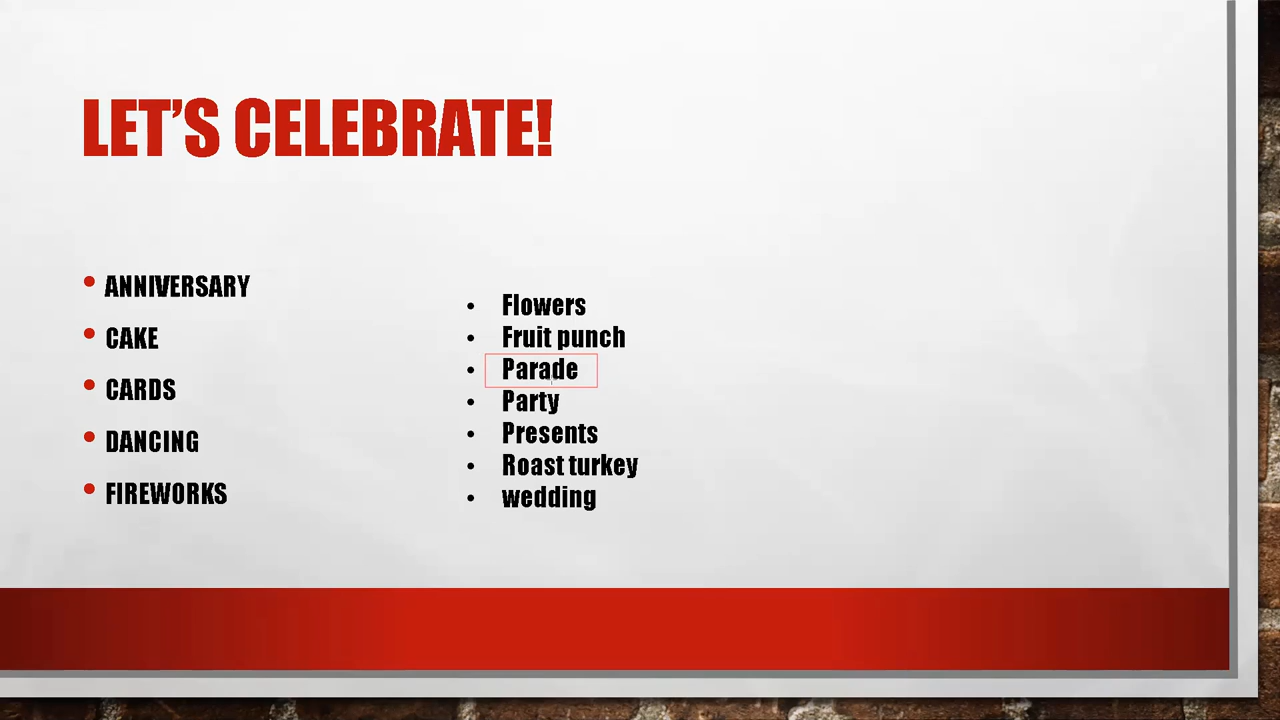 LET'S CELEBRATE!
• ANNIVERSARY
• CAKE
• CARDS
• DANCING
• FIREWORKS
• Flowers
• Fruit punch
• Parade
• Party
• Presents
• Roast turkey
• wedding